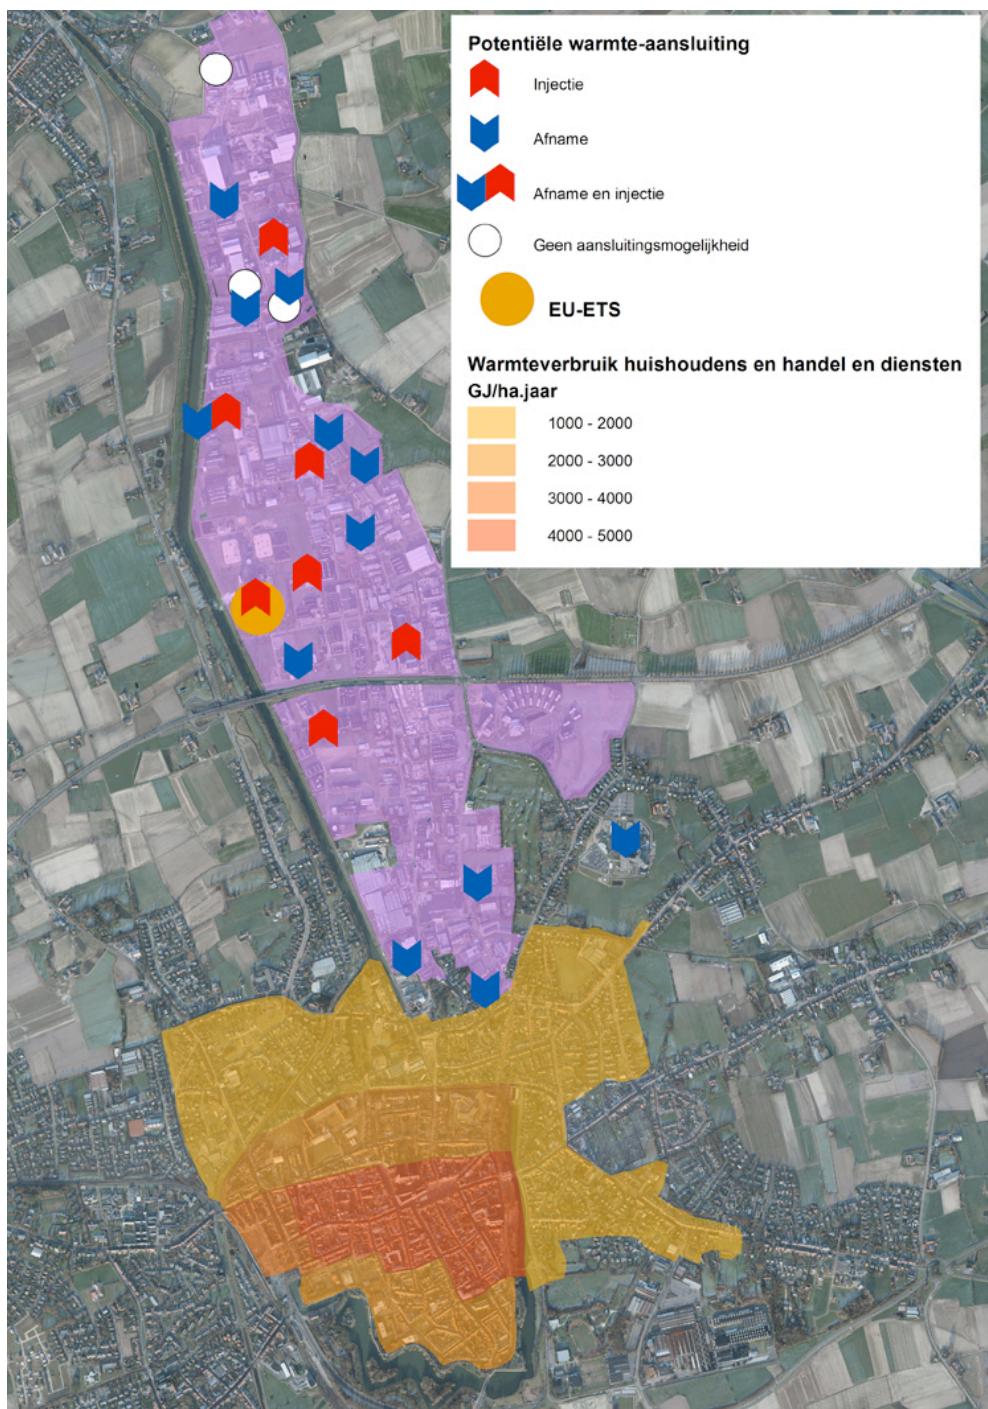 Potentiële warmte-aansluiting
Injectie
Afname
Afname en injectie
Geen aansluitingsmogelijkheid
EU-ETS
Warmteverbruik huishoudens en handel en diensten
GJ/ha.jaar
1000 - 2000
2000 - 3000
3000 - 4000
4000 - 5000